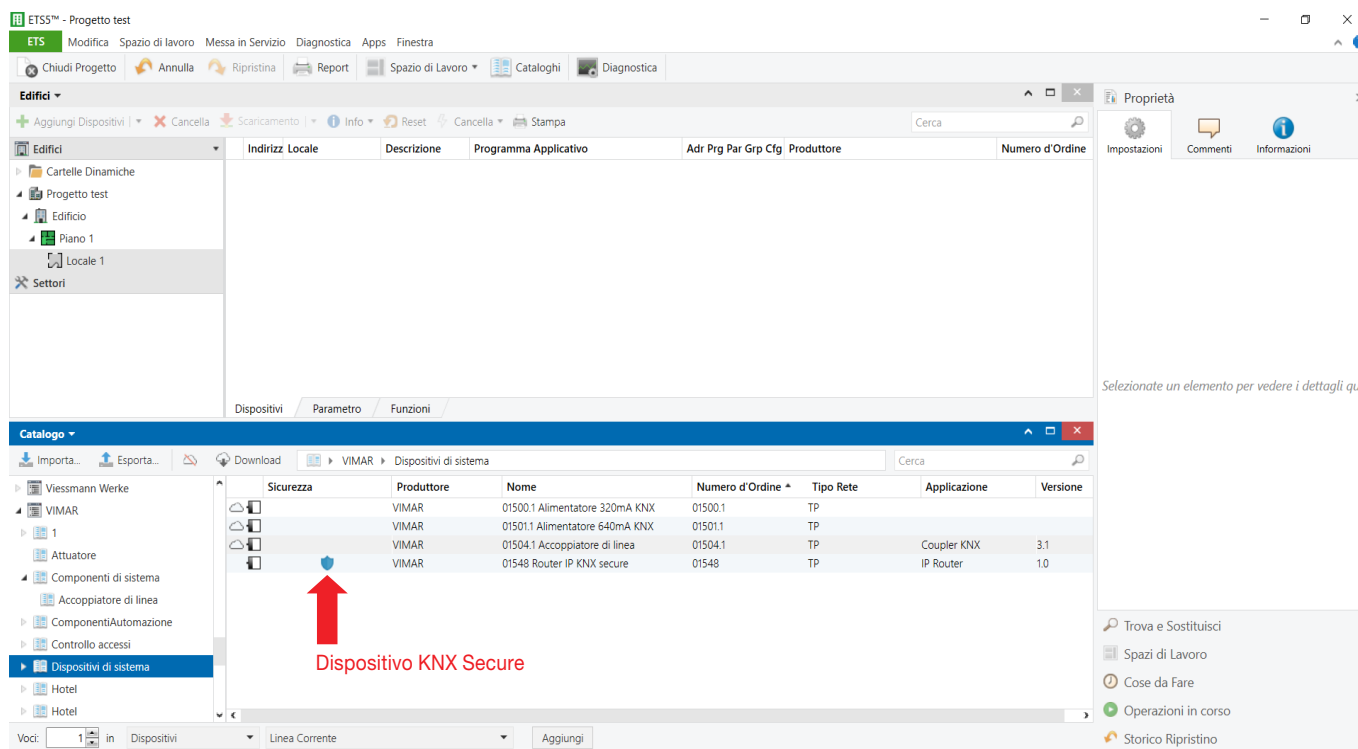 ETS5™ - Progetto test
ETS Modifica Spazio di lavoro Messa in Servizio Diagnostica Apps Finestra
Chiudi Progetto Annulla Ripristina Report Spazio di Lavoro Cataloghi Diagnostica
Edifici
Aggiungi Dispositivi Cancella Scaricamento Info Reset Cancella Stampa Cerca
Edifici Indirizz Locale Descrizione Programma Applicativo Adr Prg Par Grp Cfg Produttore Numero d'Ordine
Cartelle Dinamiche
Progetto test
Edificio
Piano 1
Locale 1
Settori
Dispositivi Parametro Funzioni
Proprietà
Impostazioni Commenti Informazioni
Selezionate un elemento per vedere i dettagli qu
Catalogo
Importa... Esporta... Download VIMAR Dispositivi di sistema Cerca
Sicurezza Produttore Nome Numero d'Ordine Tipo Rete Applicazione Versione
VIMAR 01500.1 Alimentatore 320mA KNX 01500.1 TP
VIMAR 01501.1 Alimentatore 640mA KNX 01501.1 TP
VIMAR 01504.1 Accoppiatore di linea 01504.1 TP Coupler KNX 3.1
VIMAR 01548 Router IP KNX secure 01548 TP IP Router 1.0
Viessmann Werke
VIMAR
1
Attuatore
Componenti di sistema
Accoppiatore di linea
ComponentiAutomazione
Controllo accessi
Dispositivi di sistema
Hotel
Hotel
Dispositivo KNX Secure
Voci: 1 in Dispositivi Linea Corrente Aggiungi
Trova e Sostituisci
Spazi di Lavoro
Cose da Fare
Operazioni in corso
Storico Ripristino